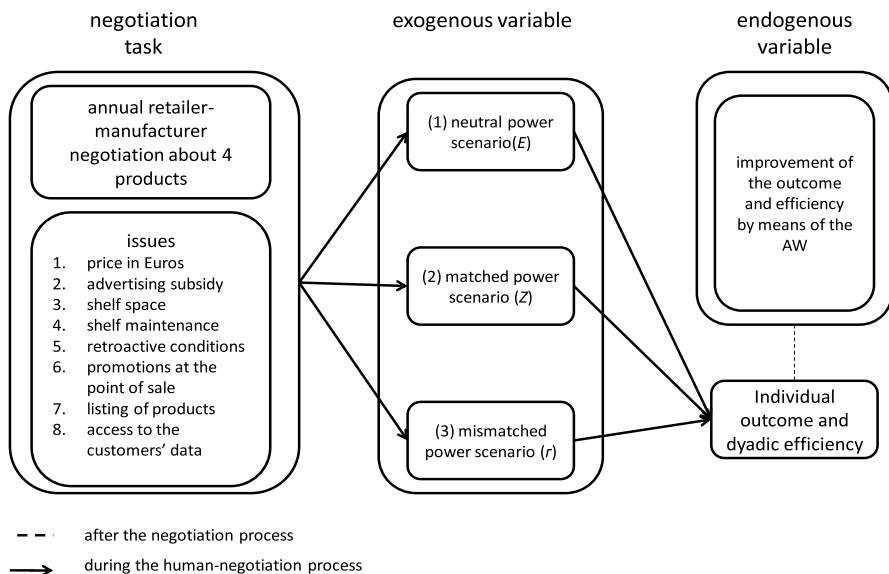 negotiation
task
exogenous variable
endogenous
variable
annual retailer-
manufacturer
negotiation about 4
products
issues
1. price in Euros
2. advertising subsidy
3. shelf space
4. shelf maintenance
5. retroactive conditions
6. promotions at the
point of sale
7. listing of products
8. access to the
customers’ data
(1) neutral power
scenario(E)
(2) matched power
scenario (Z)
(3) mismatched
power scenario (r)
improvement of
the outcome
and efficiency
by means of the
AW
Individual
outcome and
dyadic efficiency
after the negotiation process
during the human-negotiation process